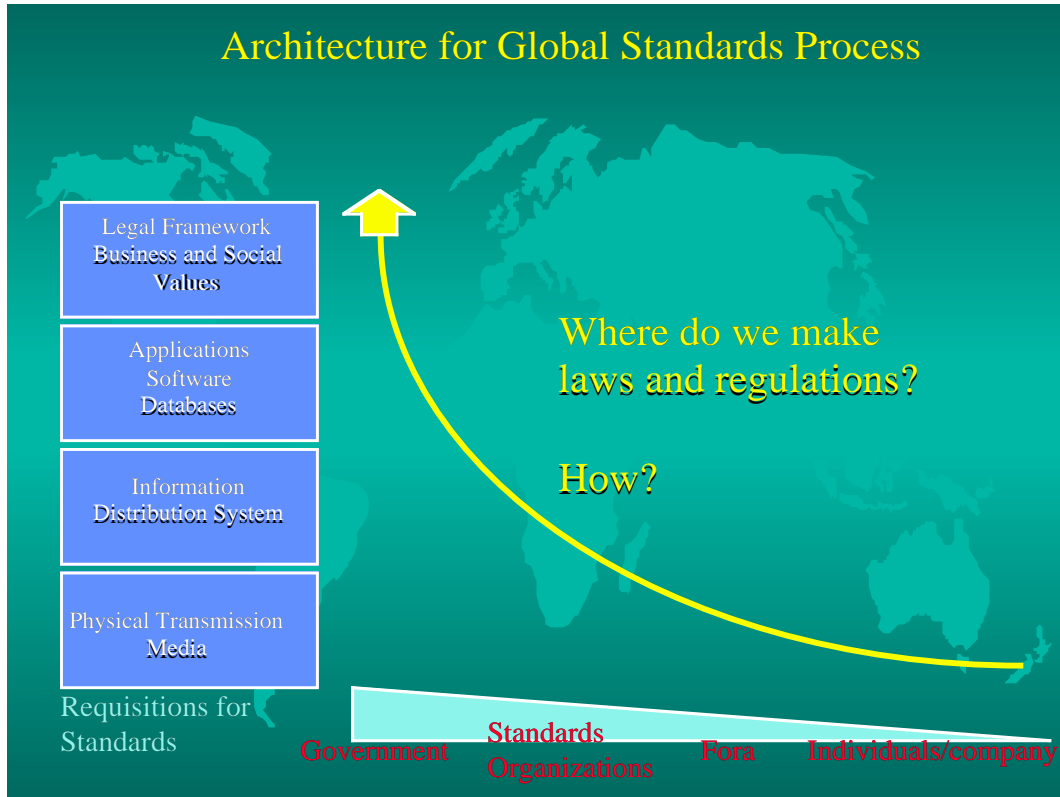 Architecture for Global Standards Process
Legal Framework
Business and Social
Values
Applications
Software
Databases
Information
Distribution System
Physical Transmission
Media
Requisitions for
Standards
Where do we make
laws and regulations?
How?
Government
Standards
Organizations
Fora
Individuals/company